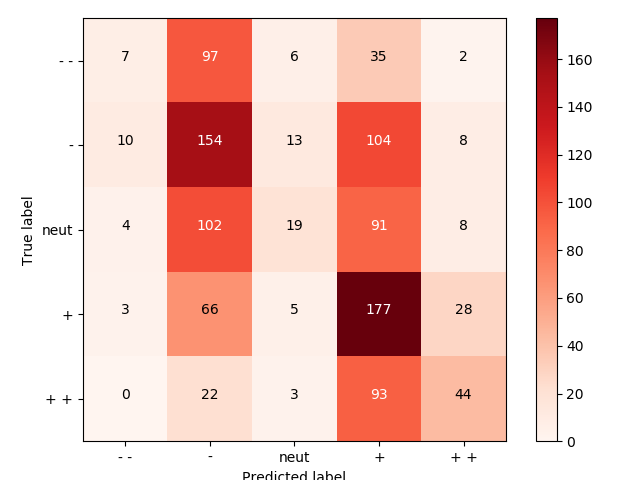 - - 7 97 6 35 2 160
140
- 10 154 13 104 8 120
100
neut 4 102 19 91 8 80
60
+ 3 66 5 177 28 40
+ + 0 22 3 93 44 20
0
- - - neut + + +
True label
Predicted label